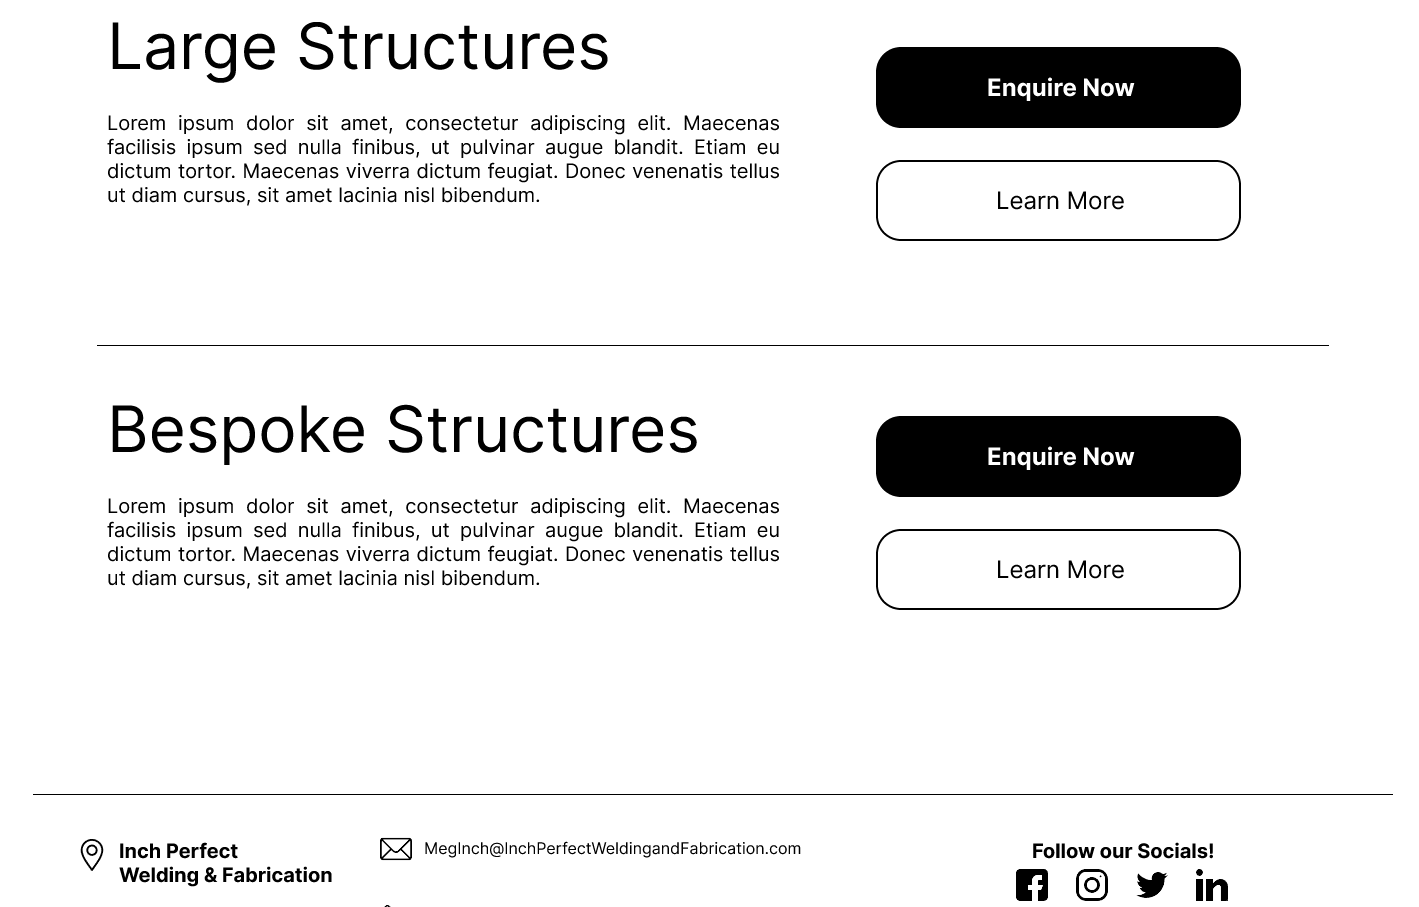 Large Structures
Lorem ipsum dolor sit amet, consectetur adipiscing elit. Maecenas
facilisis ipsum sed nulla finibus, ut pulvinar augue blandit. Etiam eu
dictum tortor. Maecenas viverra dictum feugiat. Donec venenatis tellus
ut diam cursus, sit amet lacinia nisl bibendum.
Enquire Now
Learn More
Bespoke Structures
Lorem ipsum dolor sit amet, consectetur adipiscing elit. Maecenas
facilisis ipsum sed nulla finibus, ut pulvinar augue blandit. Etiam eu
dictum tortor. Maecenas viverra dictum feugiat. Donec venenatis tellus
ut diam cursus, sit amet lacinia nisl bibendum.
Enquire Now
Learn More
Inch Perfect
Welding & Fabrication
MegInch@InchPerfectWeldingandFabrication.com
Follow our Socials!